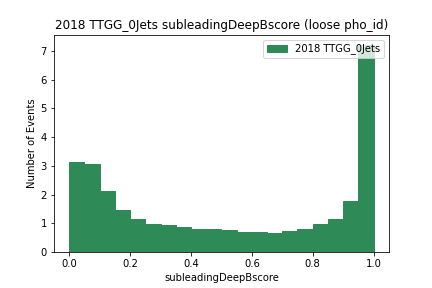 2018 TTGG_0Jets subleadingDeepBscore (loose pho_id)
2018 TTGG_0Jets
Number of Events
7
6
5
4
3
2
1
0
0.0 0.2 0.4 0.6 0.8 1.0
subleadingDeepBscore